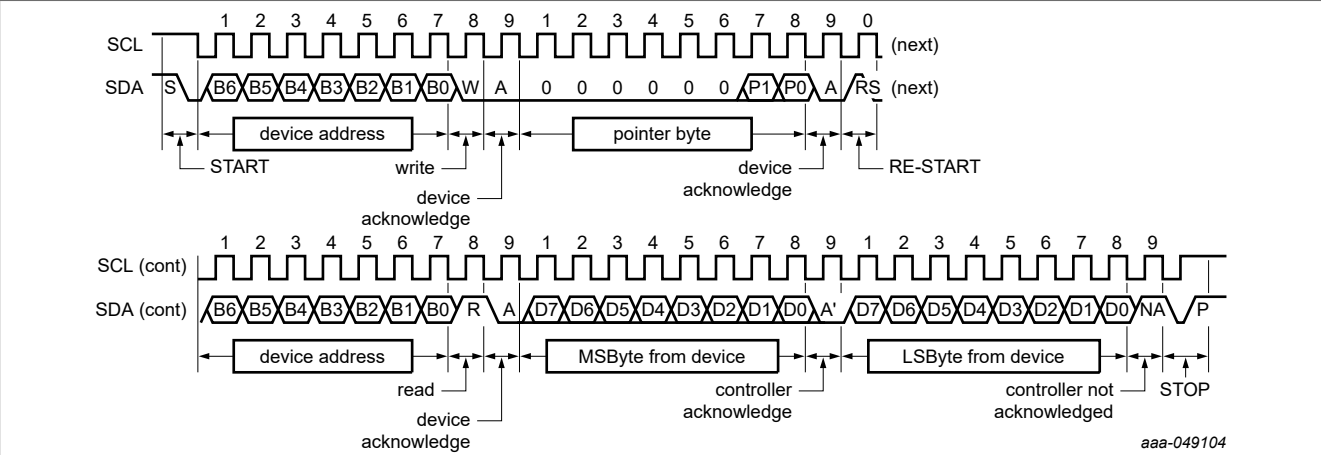 1 2 3 4 5 6 7 8 9 1 2 3 4 5 6 7 8 9 0
SCL (next)
SDA S B6 B5 B4 B3 B2 B1 B0 W A 0 0 0 0 0 0 P1 P0 A RS (next)
device address pointer byte
START write device RE-START
acknowledge
device
acknowledge
1 2 3 4 5 6 7 8 9 1 2 3 4 5 6 7 8 9 1 2 3 4 5 6 7 8 9
SCL (cont)
SDA (cont) B6 B5 B4 B3 B2 B1 B0 R A D7 D6 D5 D4 D3 D2 D1 D0 A' D7 D6 D5 D4 D3 D2 D1 D0 NA P
device address MSByte from device LSByte from device
read controller controller not STOP
acknowledge acknowledged
device
acknowledge
aaa-049104